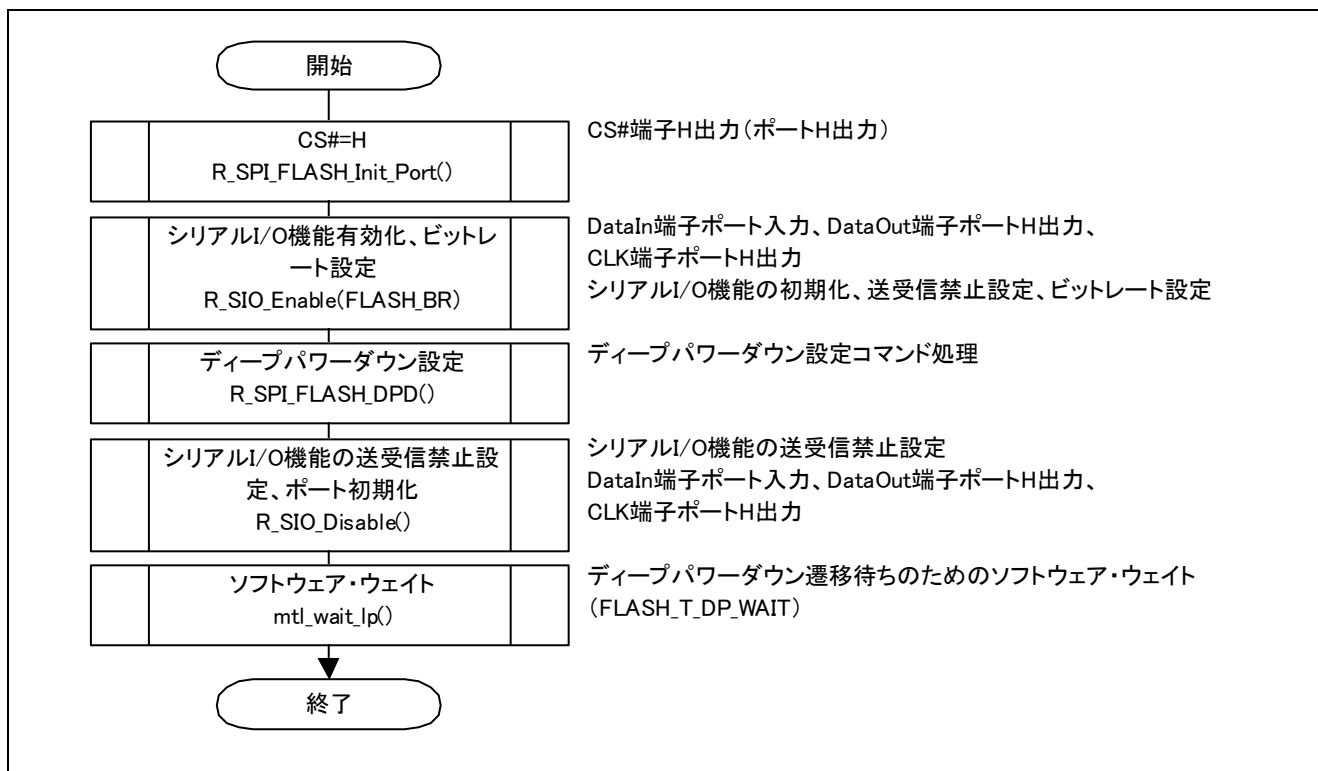 開始
CS#=H
R_SPI_FLASH_Init_Port()
CS#端子H出力（ポートH出力）
シリアルI/O機能有効化、ビットレ
ート設定
R_SIO_Enable(FLASH_BR)
DataIn端子ポート入力、DataOut端子ポートH出力、
CLK端子ポートH出力
シリアルI/O機能の初期化、送受信禁止設定、ビットレート設定
ディープパワーダウン設定
R_SPI_FLASH_DPD()
ディープパワーダウン設定コマンド処理
シリアルI/O機能の送受信禁止設
定、ポート初期化
R_SIO_Disable()
シリアルI/O機能の送受信禁止設定
DataIn端子ポート入力、DataOut端子ポートH出力、
CLK端子ポートH出力
ソフトウェア・ウェイト
mtl_wait_lp()
ディープパワーダウン遷移待ちのためのソフトウェア・ウェイト
（FLASH_T_DP_WAIT）
終了